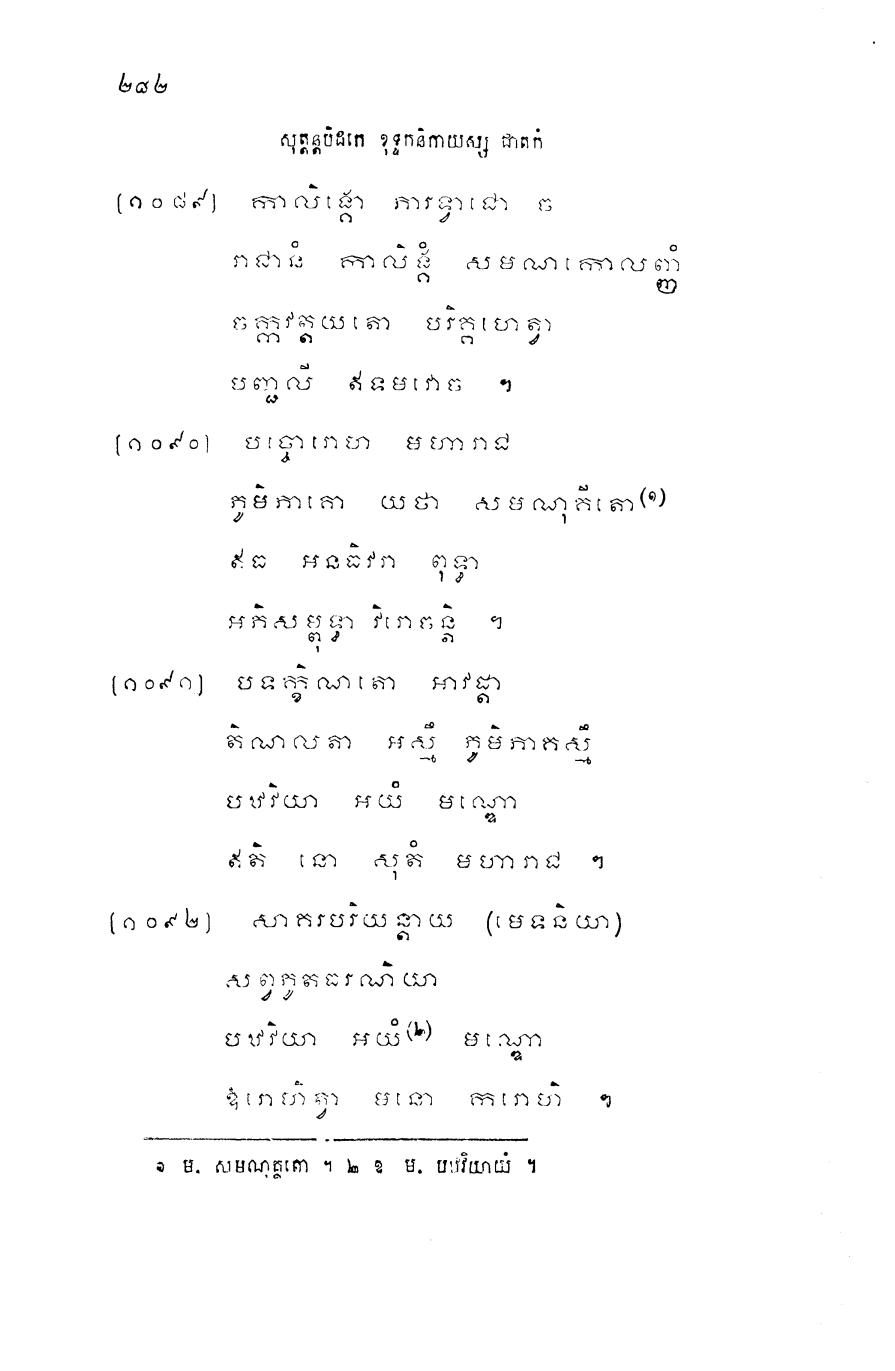 ២៨២
សុត្តន្តបិដកេ ខុទ្ទកនិកាយស្ស ជាតកំ
[១០៨៩] កាលិង្គោ ភារទ្វាជោ ច
រាជានំ កាលិង្គំ សមណកោលញ្ញំ
ចក្កវត្តយតោ បរិគ្គហេត្វា
បញ្ជលី ឥទមវោច ។
[១០៩០] បច្ចោរោហ មហារាជ
ភូមិភាគោ យថា សមណុគីតោ(១)
ឥធ អនធិវរា ពុទ្ធា
អភិសម្ពុទ្ធា វិរោចន្តិ ។
[១០៩១] បទក្ខិណតោ អាវដ្តា
តិណលតា អស្មឹ ភូមិភាគស្មឹ
បឋវិយា អយំ មណ្ឌោ
ឥតិ នោ សុតំ មហារាជ ។
[១០៩២] សាគរបរិយន្តាយ (មេទនិយា)
សព្វភូតធរណិយា
បឋវិយា អយំ(២) មណ្ឌោ
ឱរោហិត្វា មនោ ករោហិ ។
១ ម. សមណុគ្គតោ ។ ២ ឱ ម. បឋវិយាយំ ។